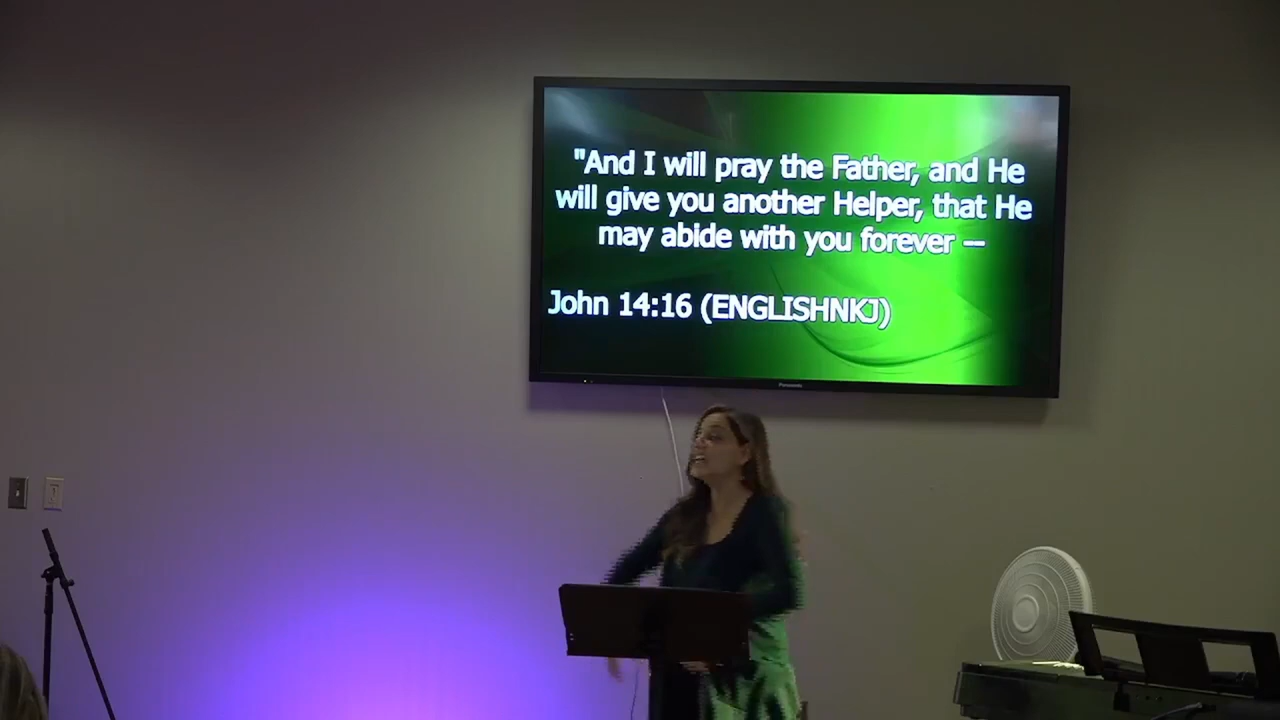 "And I will pray the Father, and He
will give you another Helper, that He
may abide with you forever --
John 14:16 (ENGLISHNKJ)
Panasonic